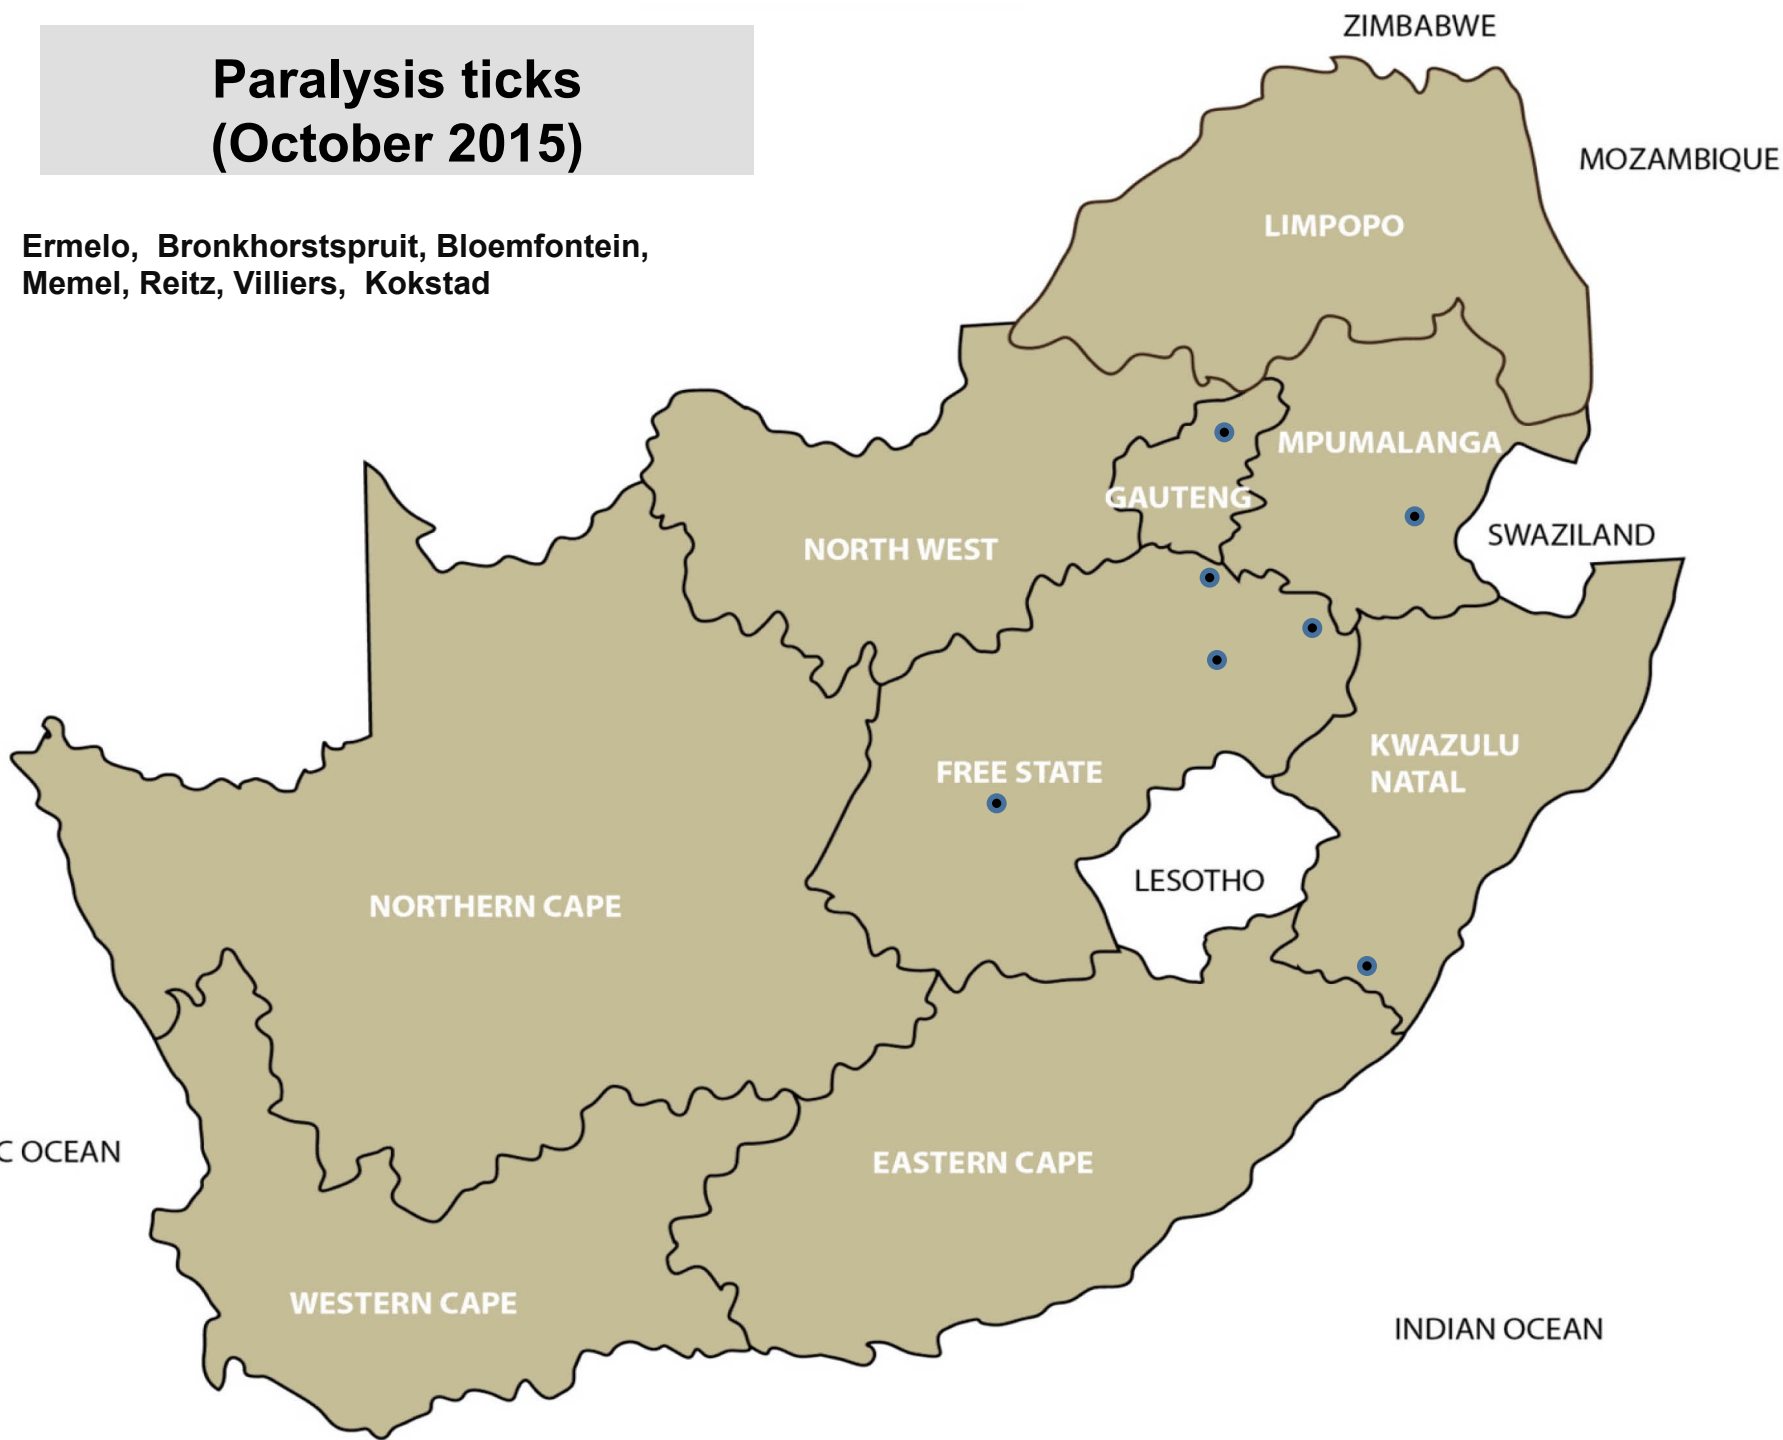 Paralysis ticks
(October 2015)
Ermelo, Bronkhorstspruit, Bloemfontein,
Memel, Reitz, Villiers, Kokstad
ZIMBABWE
MOZAMBIQUE
LIMPOPO
MPUMALANGA
GAUTENG
SWAZILAND
NORTH WEST
KWAZULU
NATAL
FREE STATE
LESOTHO
NORTHERN CAPE
C OCEAN
EASTERN CAPE
WESTERN CAPE
INDIAN OCEAN